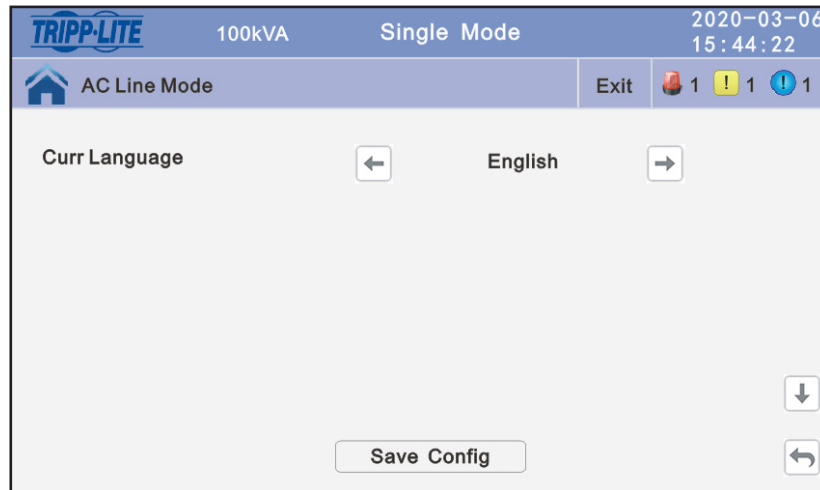 TRIPP·LITE 100kVA Single Mode 2020-03-06
15:44:22
AC Line Mode Exit 1 ! 1 ! 1
Curr Language ← English →
↓
Save Config